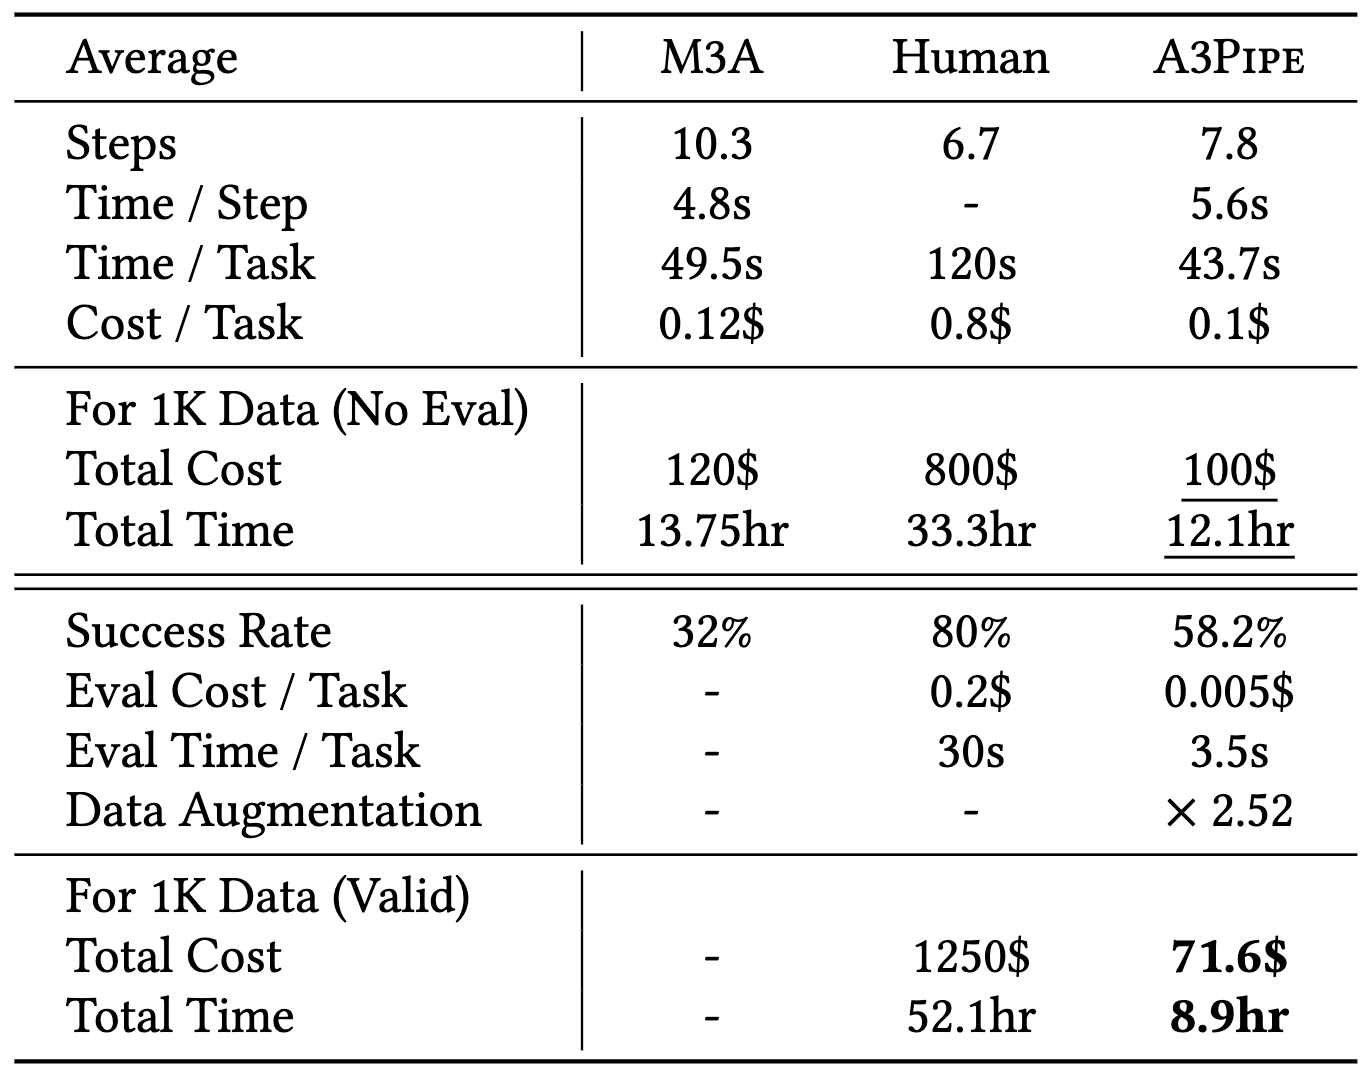 Average M3A Human A3PIPE
Steps 10.3 6.7 7.8
Time / Step 4.8s - 5.6s
Time / Task 49.5s 120s 43.7s
Cost / Task 0.12$ 0.8$ 0.1$
For 1K Data (No Eval)
Total Cost 120$ 800$ 100$
Total Time 13.75hr 33.3hr 12.1hr
Success Rate 32% 80% 58.2%
Eval Cost / Task - 0.2$ 0.005$
Eval Time / Task - 30s 3.5s
Data Augmentation - - × 2.52
For 1K Data (Valid)
Total Cost - 1250$ 71.6$
Total Time - 52.1hr 8.9hr